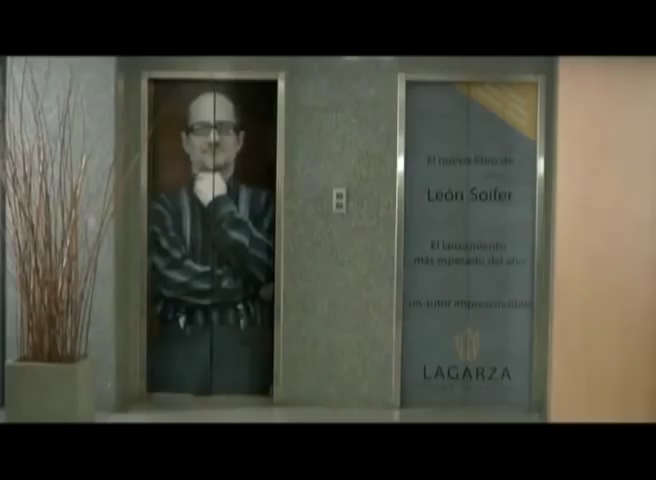 El nuevo libro de
León Soifer
El lanzamiento
más esperado del año
un autor imprescindible
LAGARZA